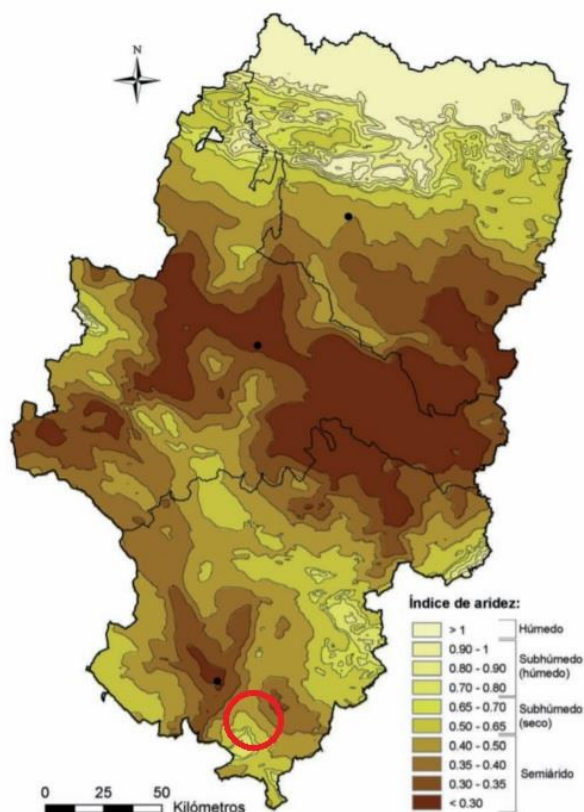 N
Índice de aridez:
> 1
Húmedo
0.90 - 1
0.80 - 0.90
0.70 - 0.80
Subhúmedo
(húmedo)
0.65 - 0.70
0.50 - 0.65
Subhúmedo
(seco)
0.40 - 0.50
0.35 - 0.40
0.30 - 0.35
< 0.30
Semiárido
0 25 50
Kilómetros